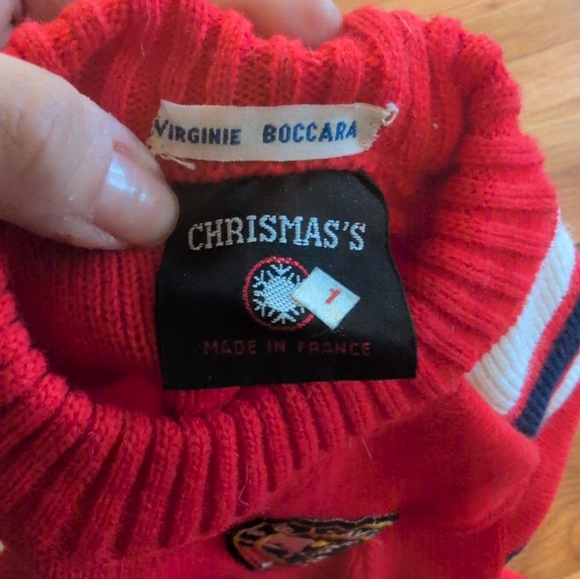 VIRGINIE BOCCARA
CHRISMAS'S
1
MADE IN FRANCE